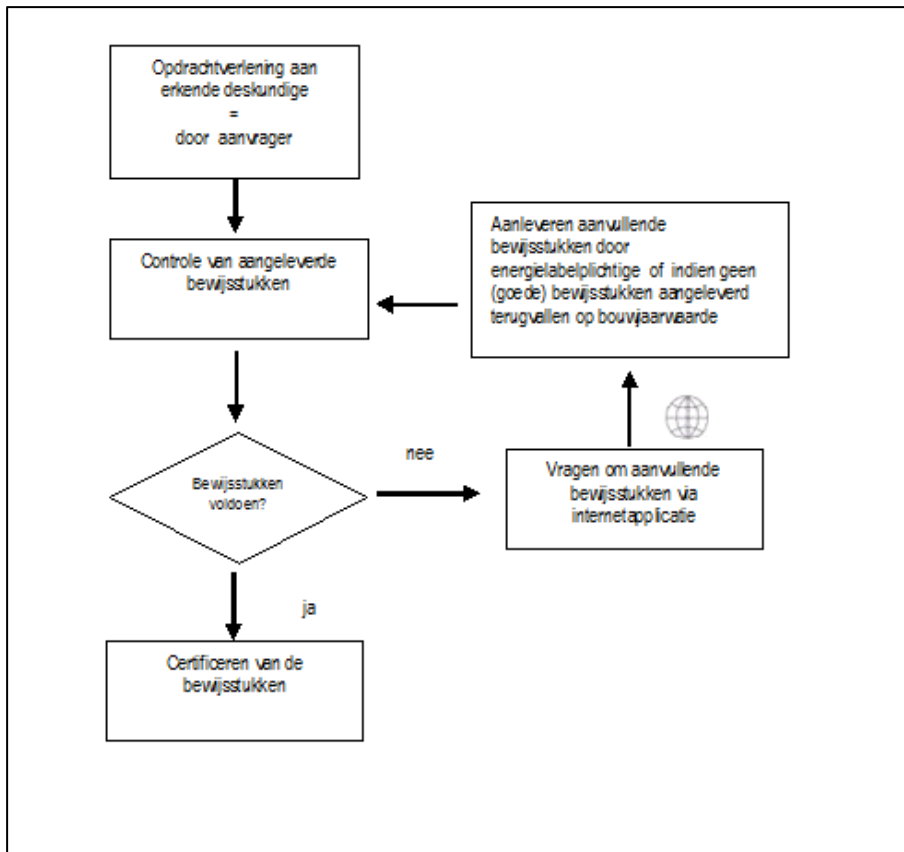 Opdrachtverlening aan
erkende deskundige
=
door aanvrager
Controle van aangeleverde
bewijsstukken
Aanleveren aanvullende
bewijsstukken door
energielabelplichtige of indien geen
(goede) bewijsstukken aangeleverd
terugvallen op bouwjaarwaarde
Bewijsstukken
voldoen?
nee
Vragen om aanvullende
bewijsstukken via
internetapplicatie
ja
Certificeren van de
bewijsstukken